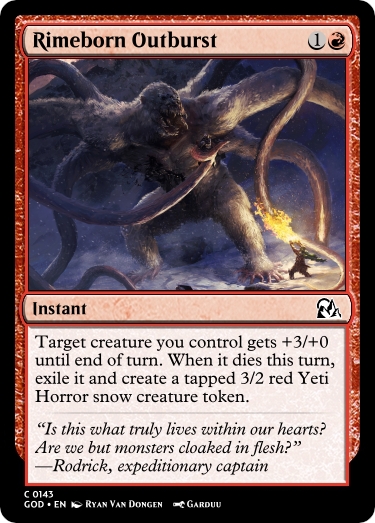 Rimeborn Outburst 1
Instant
Target creature you control gets +3/+0
until end of turn. When it dies this turn,
exile it and create a tapped 3/2 red Yeti
Horror snow creature token.
“Is this what truly lives within our hearts?
Are we but monsters cloaked in flesh?”
—Rodrick, expeditionary captain
C 0143
GOD • EN Ryan Van Dongen Garduu